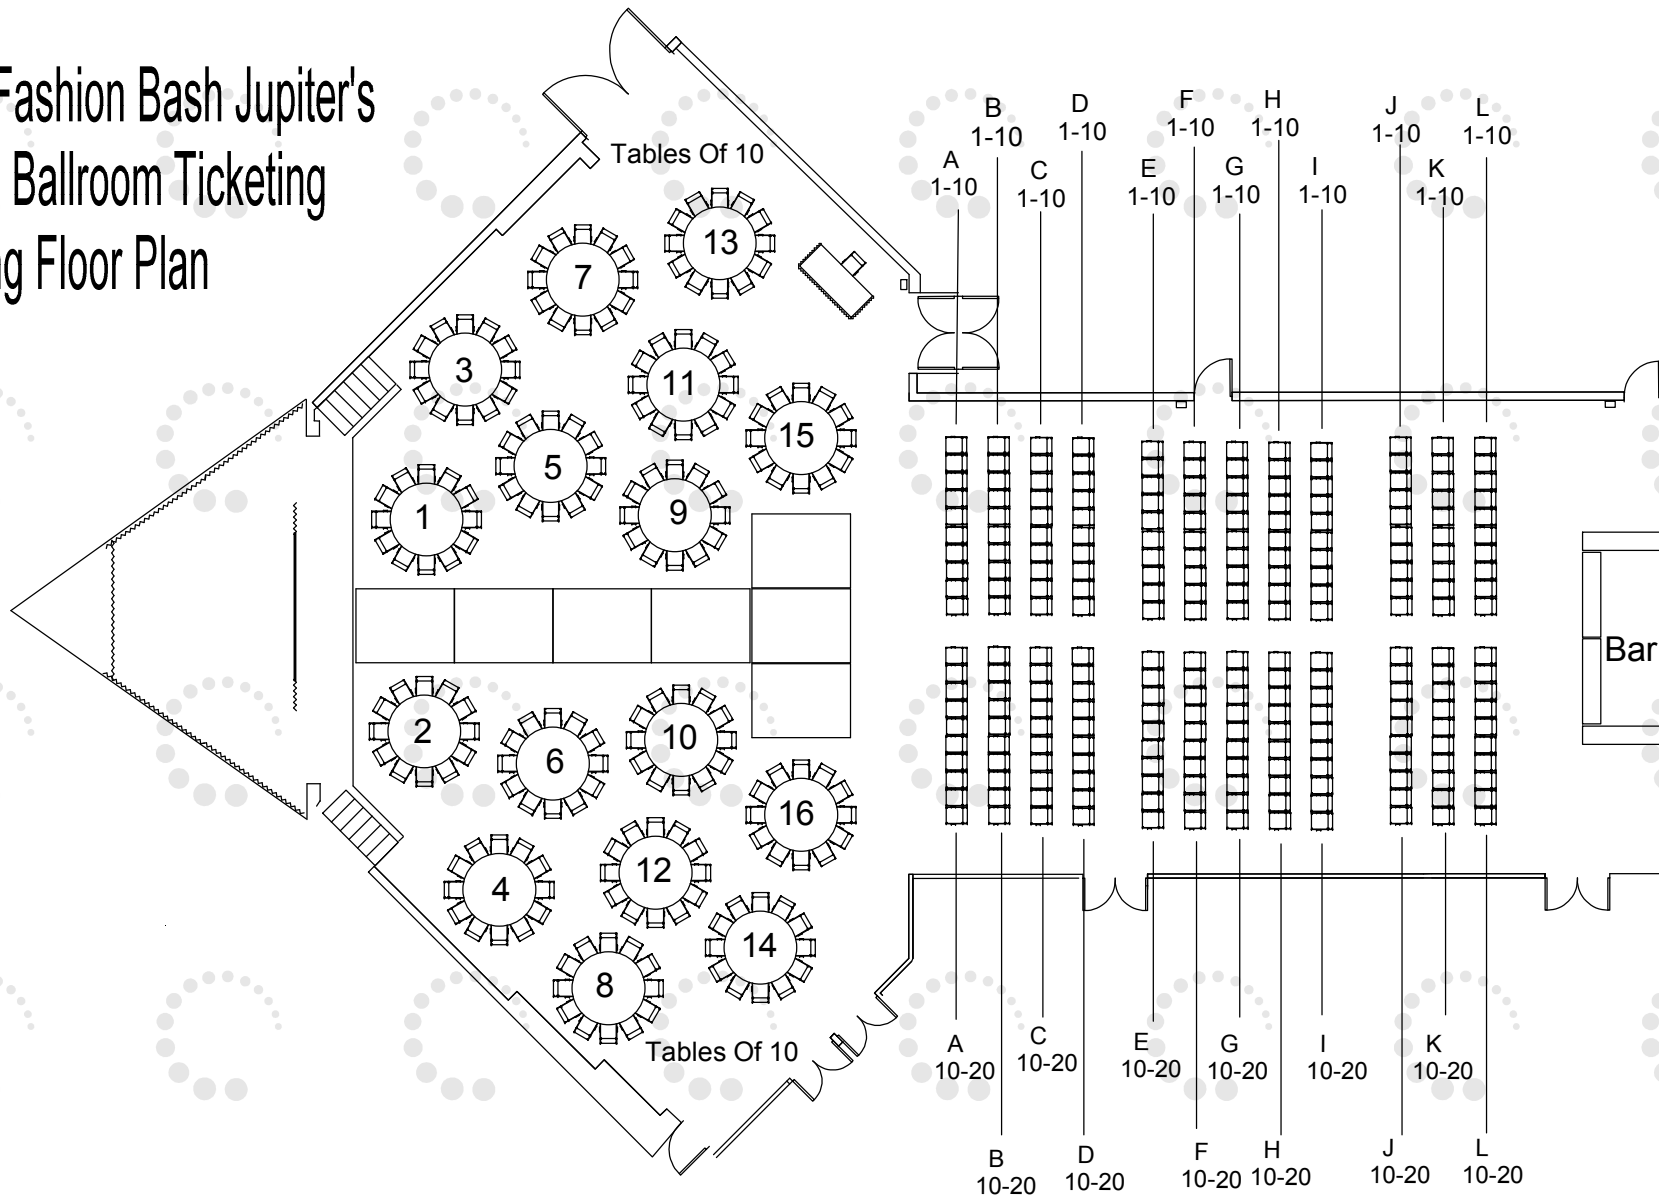 Fashion Bash Jupiter's
Ballroom Ticketing
g Floor Plan
Tables Of 10
B
1-10
D
1-10
F
1-10
H
1-10
J
1-10
L
1-10
A
1-10
C
1-10
E
1-10
G
1-10
I
1-10
K
1-10
13
7
3
11
15
5
1
9
Bar
2
6
10
16
4
12
14
8
Tables Of 10
A
10-20
C
10-20
E
10-20
G
10-20
I
10-20
K
10-20
B
10-20
D
10-20
F
10-20
H
10-20
J
10-20
L
10-20